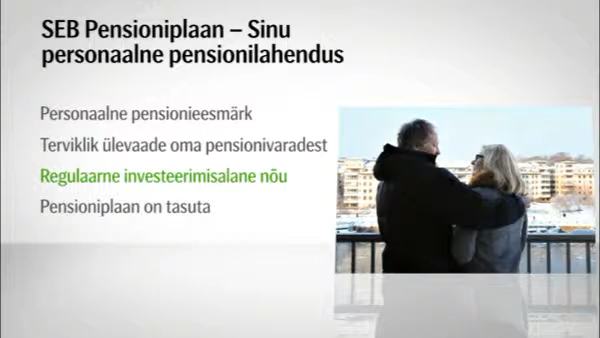 SEB Pensioniplaan – Sinu
personaalne pensionilahendus
Personaalne pensionieesmärk
Terviklik ülevaade oma pensionivaradest
Regulaarne investeerimisalane nõu
Pensioniplaan on tasuta